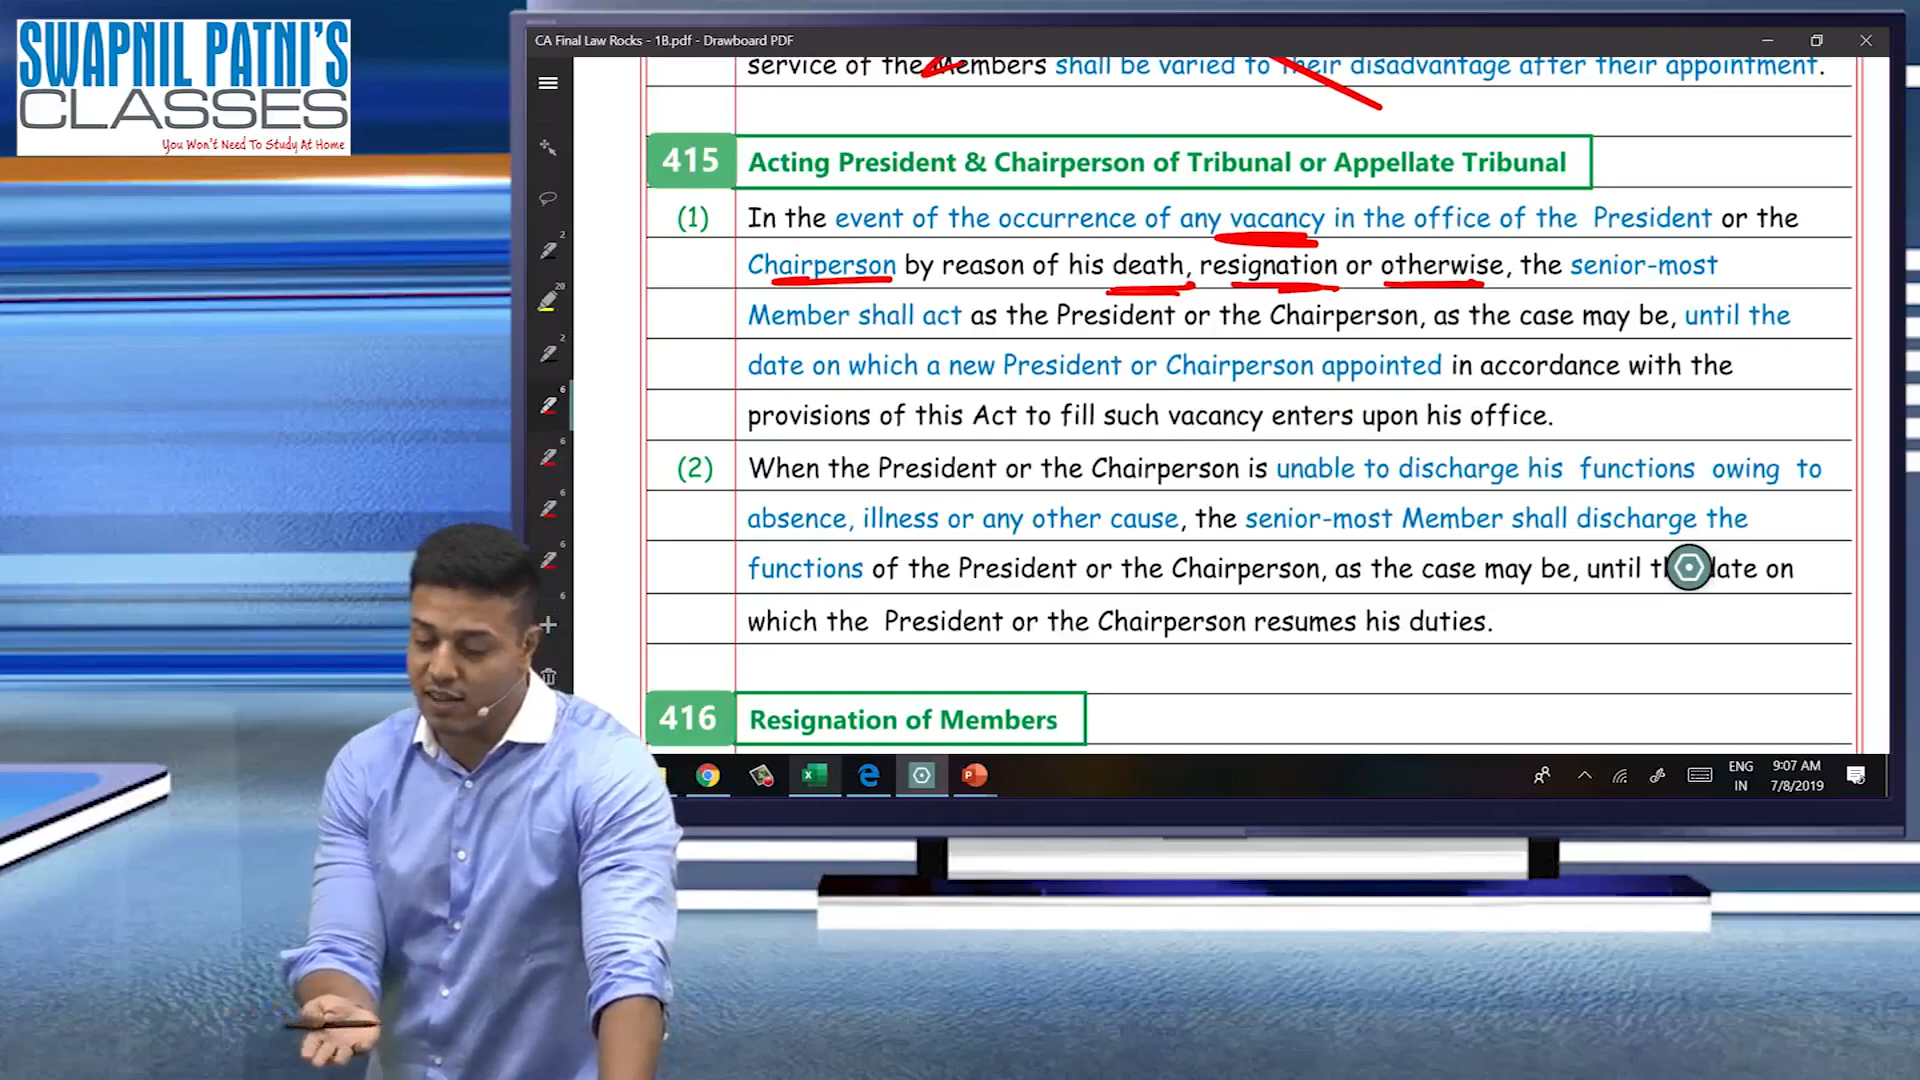 SWAPNIL PATNI'S
CLASSES
You Won't Need To Study At Home
CA Final Law Rocks - 1B.pdf - Drawboard PDF
service of the Members shall be varied to their disadvantage after their appointment.
415 Acting President & Chairperson of Tribunal or Appellate Tribunal
(1) In the event of the occurrence of any vacancy in the office of the President or the
Chairperson by reason of his death, resignation or otherwise, the senior-most
Member shall act as the President or the Chairperson, as the case may be, until the
date on which a new President or Chairperson appointed in accordance with the
provisions of this Act to fill such vacancy enters upon his office.
(2) When the President or the Chairperson is unable to discharge his functions owing to
absence, illness or any other cause, the senior-most Member shall discharge the
functions of the President or the Chairperson, as the case may be, until the date on
which the President or the Chairperson resumes his duties.
416 Resignation of Members
2
20
2
6
6
6
6
6
ENG
IN
9:07 AM
7/8/2019